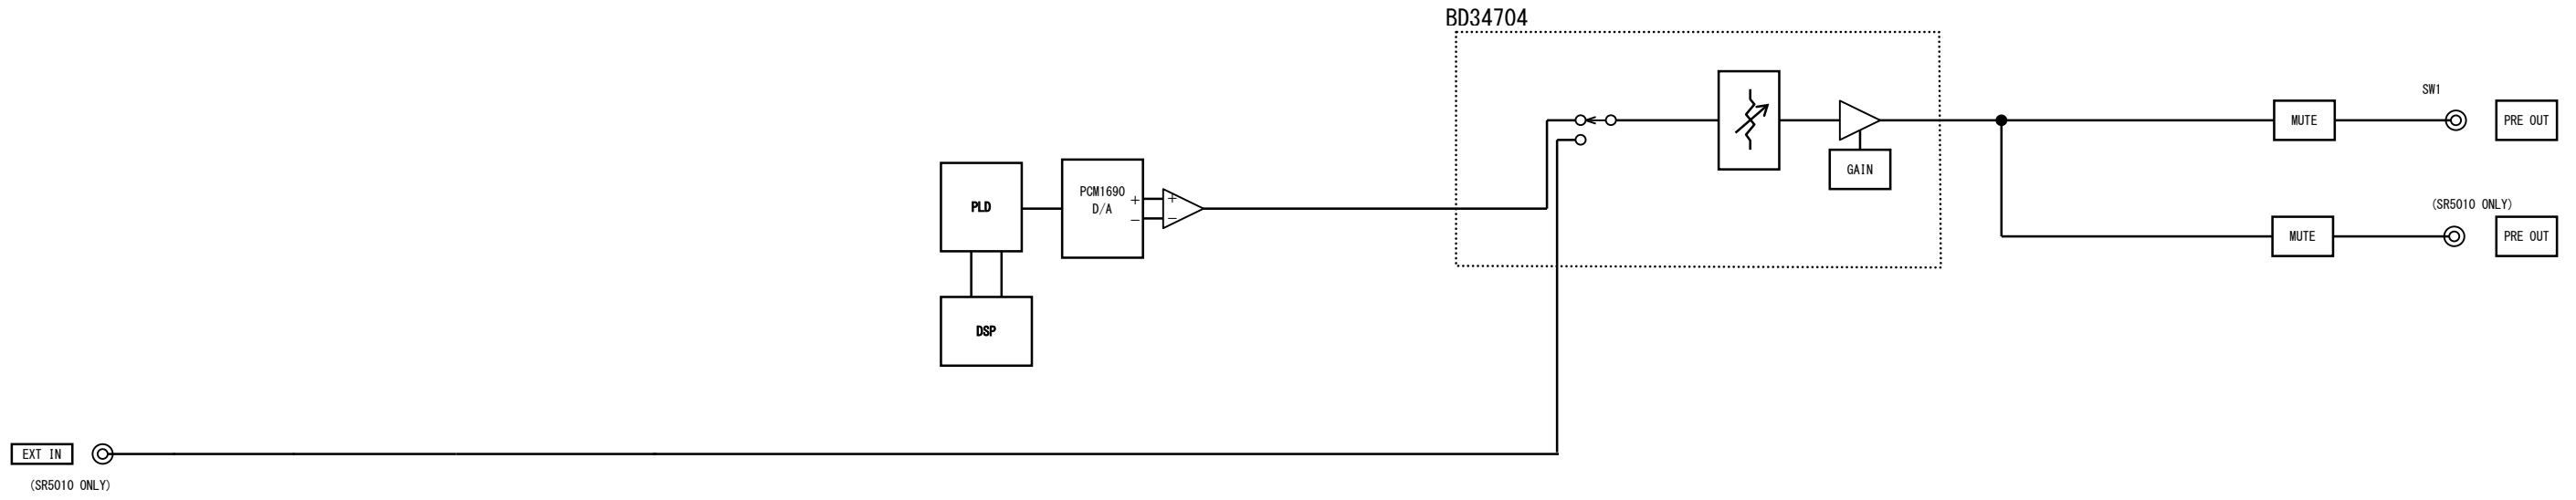 BD34704
SW1
MUTE
PRE OUT
GAIN
PCM1690
D/A
+
−
+
−
PLD
(SR5010 ONLY)
MUTE
PRE OUT
DSP
EXT IN
(SR5010 ONLY)